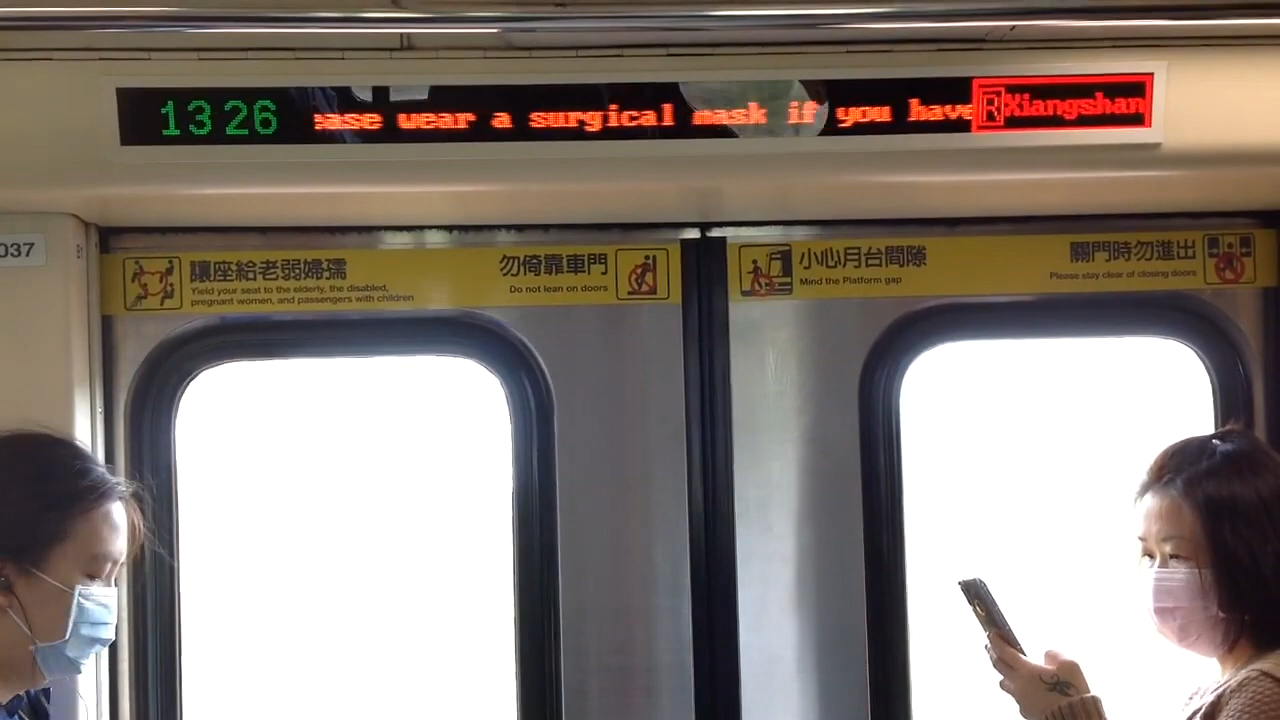 13 26
ease wear a surgical mask if you have
R Xiangshan
037
讓座給老弱婦孺
Yield your seat to the elderly, the disabled,
pregnant women, and passengers with children
勿倚靠車門
Do not lean on doors
小心月台間隙
Mind the Platform gap
關門時勿進出
Please stay clear of closing doors